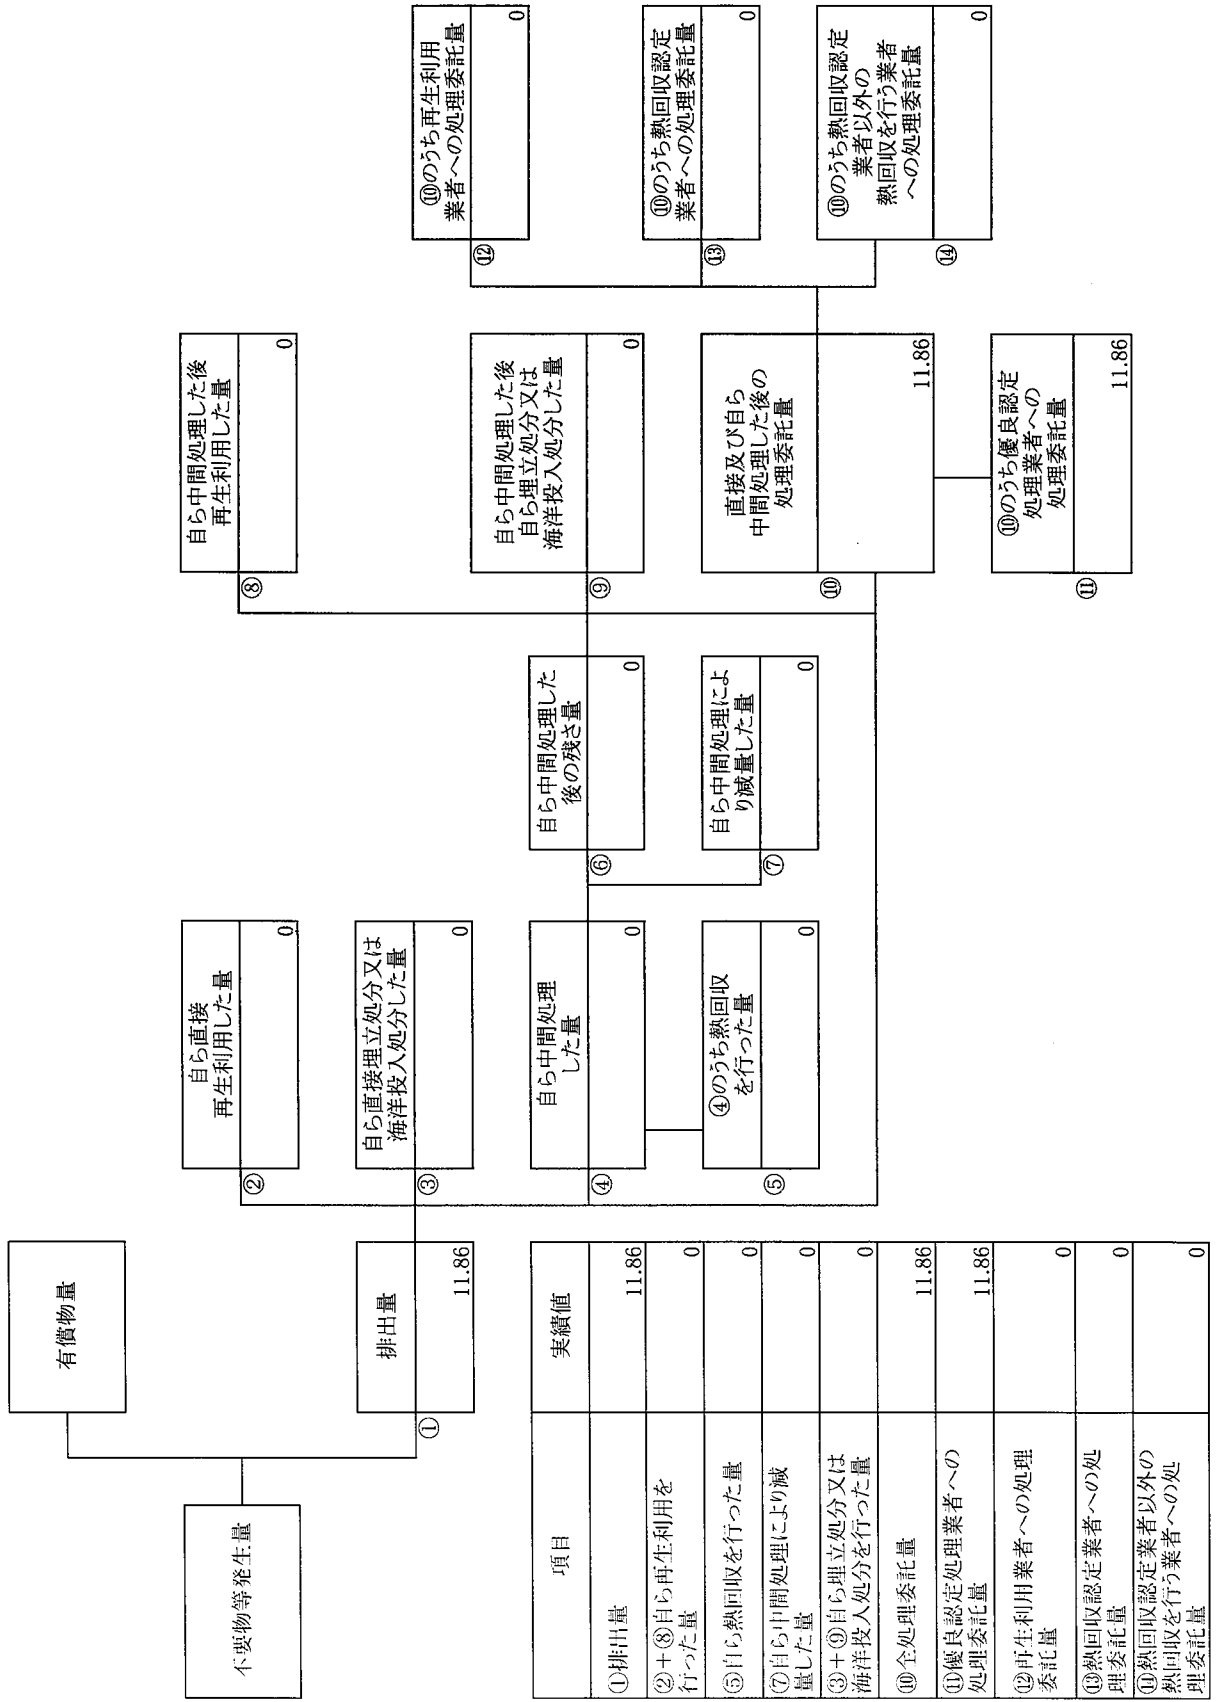 不要物等発生量
有償物量
①
排出量
11.86
②
自ら直接
再生利用した量
0
③
自ら直接埋立処分又は
海洋投入処分した量
0
④
自ら中間処理
した量
0
⑤
④のうち熱回収
を行った量
0
⑥
自ら中間処理した
後の残さ量
0
⑦
自ら中間処理によ
り減量した量
0
⑧
自ら中間処理した後
再生利用した量
0
⑨
自ら中間処理した後
自ら埋立処分又は
海洋投入処分した量
0
⑩
直接及び自ら
中間処理した後の
処理委託量
11.86
⑪
⑩のうち優良認定
処理業者への
処理委託量
11.86
⑫
⑩のうち再生利用
業者への処理委託量
0
⑬
⑩のうち熱回収認定
業者への処理委託量
0
⑭
⑩のうち熱回収認定
業者以外の
熱回収を行う業者
への処理委託量
0
項目 実績値
①排出量 11.86
②＋⑧自ら再生利用を
行った量 0
⑤自ら熱回収を行った量 0
⑦自ら中間処理により減
量した量 0
③＋⑨自ら埋立処分又は
海洋投入処分を行った量 0
⑩全処理委託量 11.86
⑪優良認定処理業者への
処理委託量 11.86
⑫再生利用業者への処理
委託量 0
⑬熱回収認定業者への処
理委託量 0
⑭熱回収認定業者以外の
熱回収を行う業者への処
理委託量 0